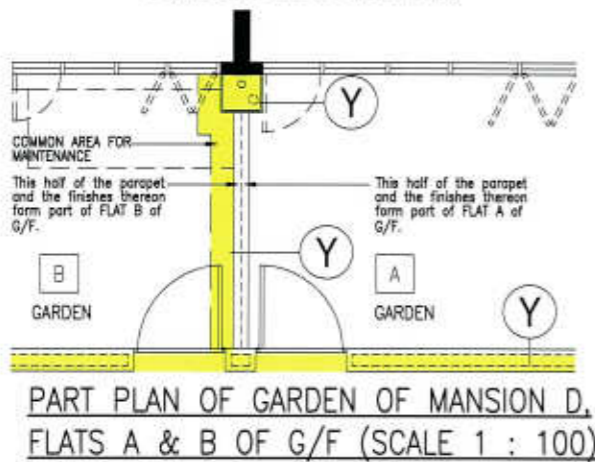 Y
COMMON AREA FOR
MAINTENANCE
This half of the parapet
and the finishes thereon
form part of FLAT B of
G/F.
This half of the parapet
and the finishes thereon
form part of FLAT A of
G/F.
Y
B
GARDEN
A
GARDEN
Y
PART PLAN OF GARDEN OF MANSION D,
FLATS A & B OF G/F (SCALE 1 : 100)